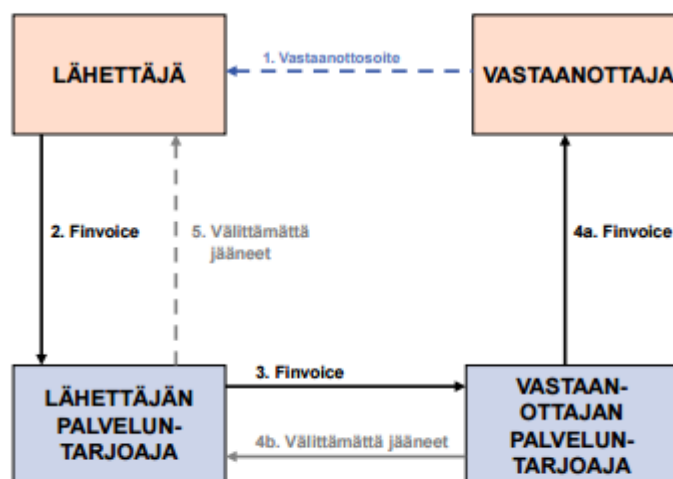 LÄHETTÄJÄ
1. Vastaanottosoite
VASTAANOTTAJA
2. Finvoice
5. Välittämättä
jääneet
4a. Finvoice
LÄHETTÄJÄN
PALVELUN-
TARJOAJA
3. Finvoice
4b. Välittämättä jääneet
VASTAAN-
OTTAJAN
PALVELUN-
TARJOAJA